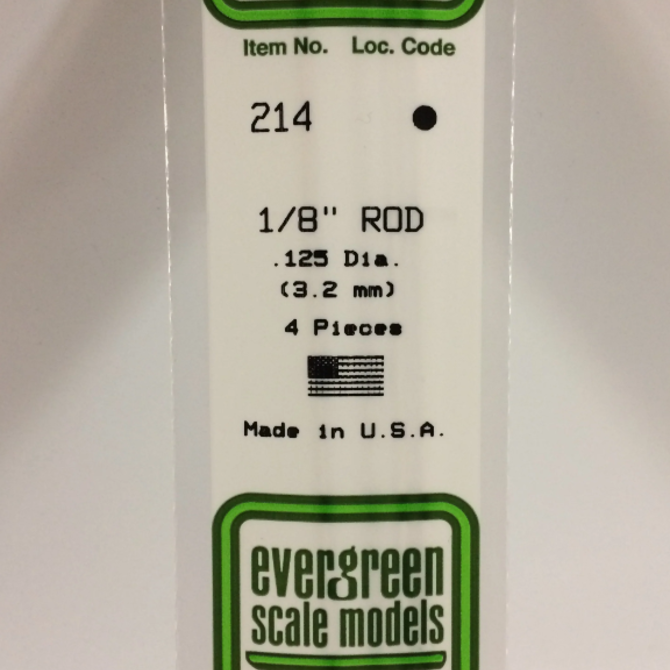 Item No. Loc. Code
214
1/8" ROD
.125 Dia.
(3.2 mm)
4 Pieces
Made in U.S.A.
evergreen
scale models